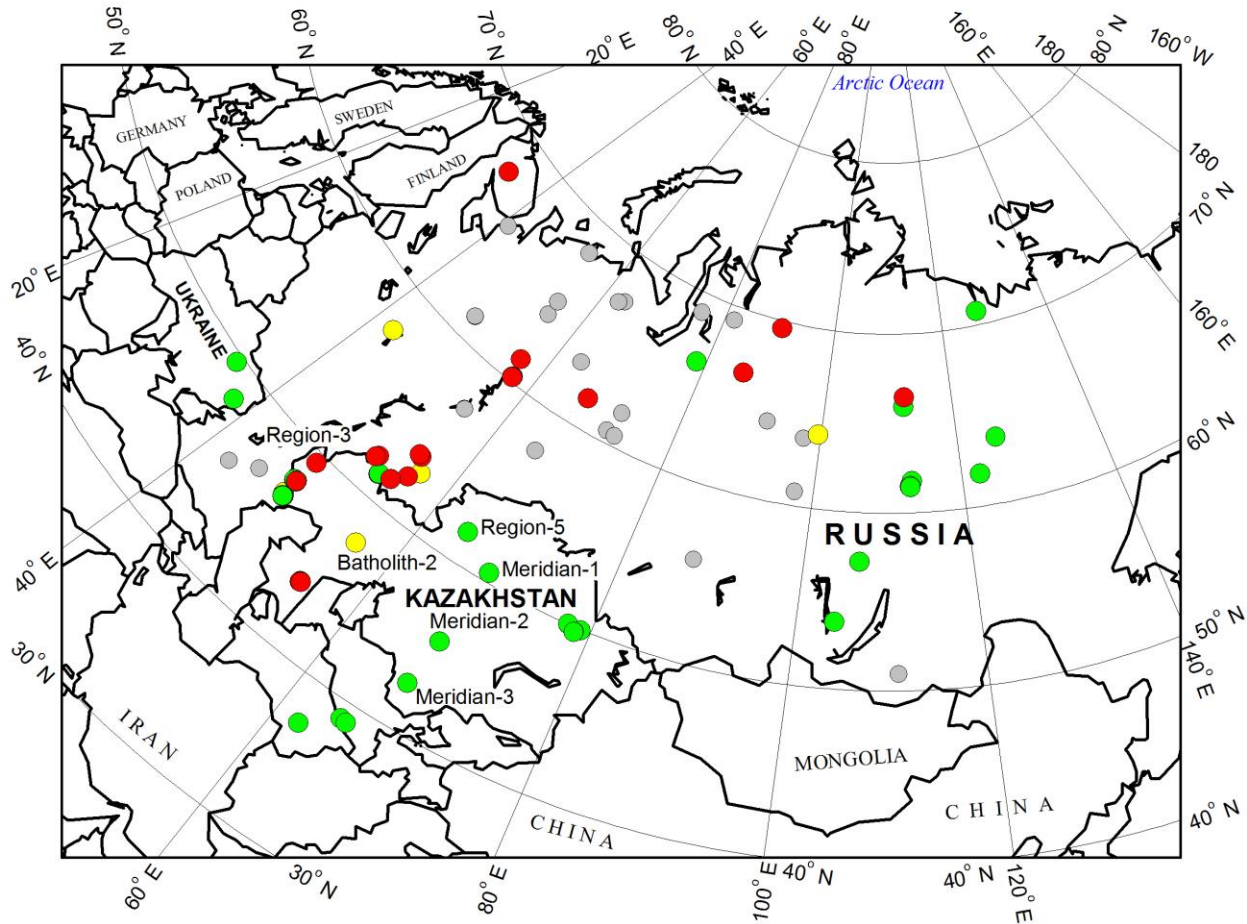 50° N
60° N
70° N
20° E
80° N
40° E
60° E
80° E
160° E
180
80° N
160° W
Arctic Ocean
GERMANY
SWEDEN
POLAND
FINLAND
180
70° N
20° E
UKRAINE
160° E
40° N
60° N
Region-3
RUSSIA
Region-5
Batholith-2
Meridian-1
40° E
KAZAKHSTAN
Meridian-2
50° N
140° E
30° N
Meridian-3
IRAN
MONGOLIA
CHINA
CHINA
40° N
60° E
30° N
80° E
100° E
40° N
40° N
120° E